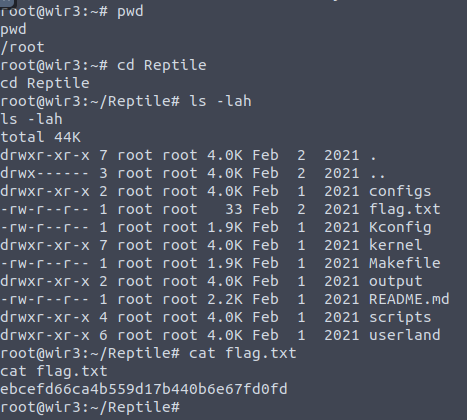 root@wir3:~# pwd
pwd
/root
root@wir3:~# cd Reptile
cd Reptile
root@wir3:~/Reptile# ls -lah
ls -lah
total 44K
drwxr-xr-x 7 root root 4.0K Feb  2  2021 .
drwx------ 3 root root 4.0K Feb  2  2021 ..
drwxr-xr-x 2 root root 4.0K Feb  1  2021 configs
-rw-r--r-- 1 root root   33 Feb  2  2021 flag.txt
-rw-r--r-- 1 root root 1.9K Feb  1  2021 Kconfig
drwxr-xr-x 7 root root 4.0K Feb  1  2021 kernel
-rw-r--r-- 1 root root 1.9K Feb  1  2021 Makefile
drwxr-xr-x 2 root root 4.0K Feb  1  2021 output
-rw-r--r-- 1 root root 2.2K Feb  1  2021 README.md
drwxr-xr-x 4 root root 4.0K Feb  1  2021 scripts
drwxr-xr-x 6 root root 4.0K Feb  1  2021 userland
root@wir3:~/Reptile# cat flag.txt
cat flag.txt
ebcefd66ca4b559d17b440b6e67fd0fd
root@wir3:~/Reptile#